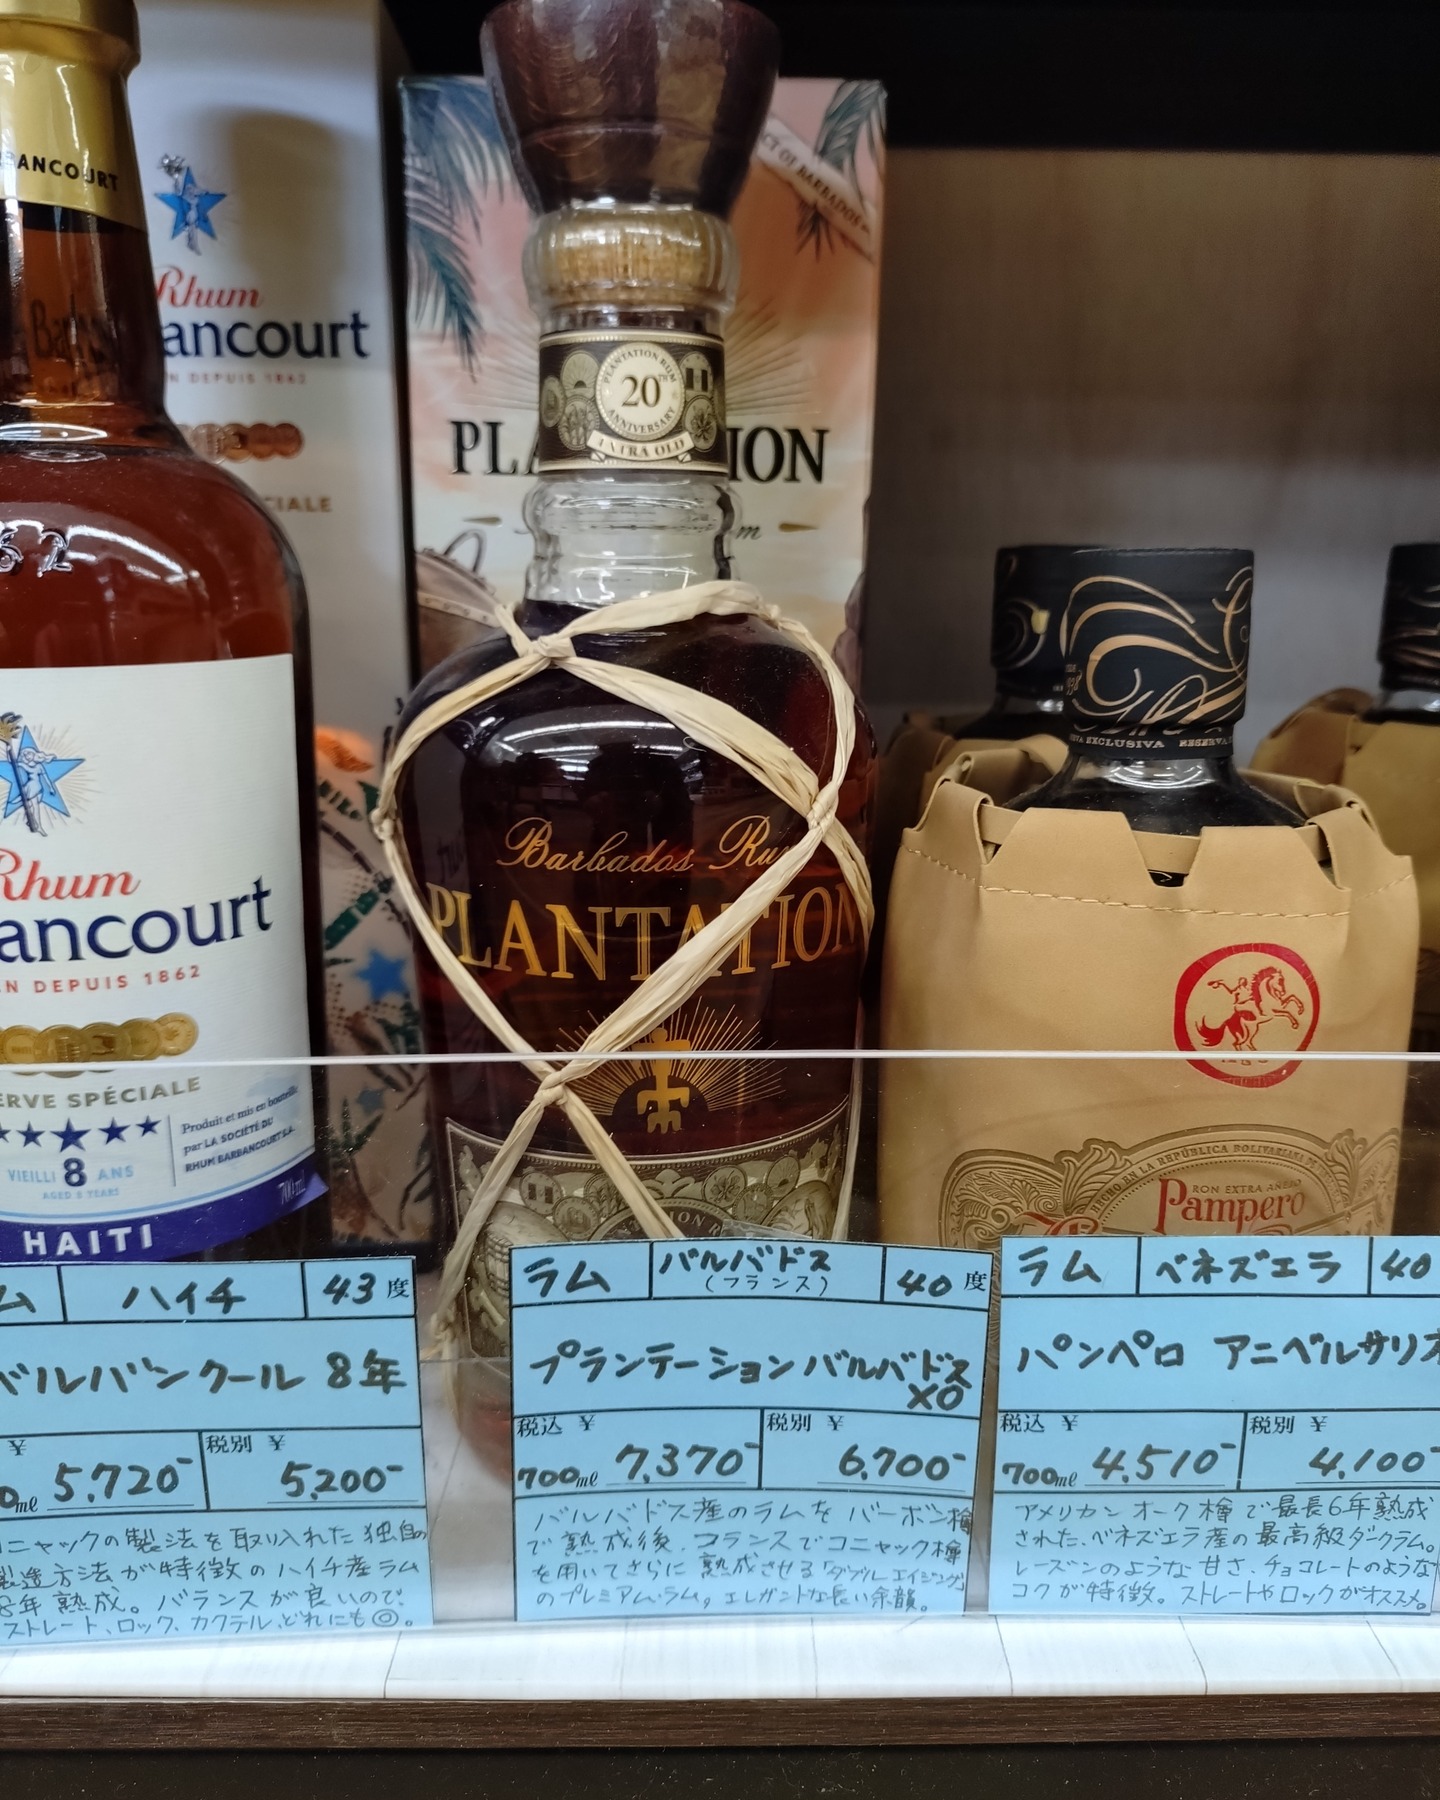 BANCOURT
Rhum
ancourt
N DEPUIS 1862
CIALE
62
Rhum
ancourt
N DEPUIS 1862
ERVE SPÉCIALE
VIEILLI 8 ANS
AGED 8 YEARS
Produit et mis en bouteille
par LA SOCIÉTÉ DU
RHUM BARBANCOURT S.A.
700mL
HAITI
CT OF BARBADOS
PLA
ION
PLANTATION RUM
20TH
ANNIVERSARY
EXTRA OLD
Barbados Ru
PLANTATION
VA EXCLUSIVA RESERVA
HECHO EN LA REPÚBLICA BOLIVARIANA DE
RON EXTRA AÑEJO
Pampero
ム ハイチ 43度
バルバンクール 8年
¥ 5,720- 税別 ¥ 5,200-
0ml
ニャックの製法を取り入れた独自の
製造方法が特徴のハイチ産ラム
8年熟成。バランスが良いので、
ストレート、ロック、カクテル、どれにも◎。
ラム バルバドス (フランス) 40度
プランテーション バルバドス
XO
税込 ¥ 税別 ¥
700ml 7,370- 6,700-
バルバドス産のラムを バーボン樽
で熟成後、フランスでコニャック樽
を用いてさらに 熟成させる「ダブルエイジング」
のプレミアム・ラム。エレガントな長い余韻。
ラム ベネズエラ 40
パンペロ アニベルサリオ
税込 ¥ 税別 ¥
700ml 4,510- 4,100-
アメリカン オーク樽で最長6年熟成
された、ベネズエラ産の最高級ダークラム。
レーズンのような甘さ、チョコレートのような
コクが特徴。ストレートやロックがオススメ。